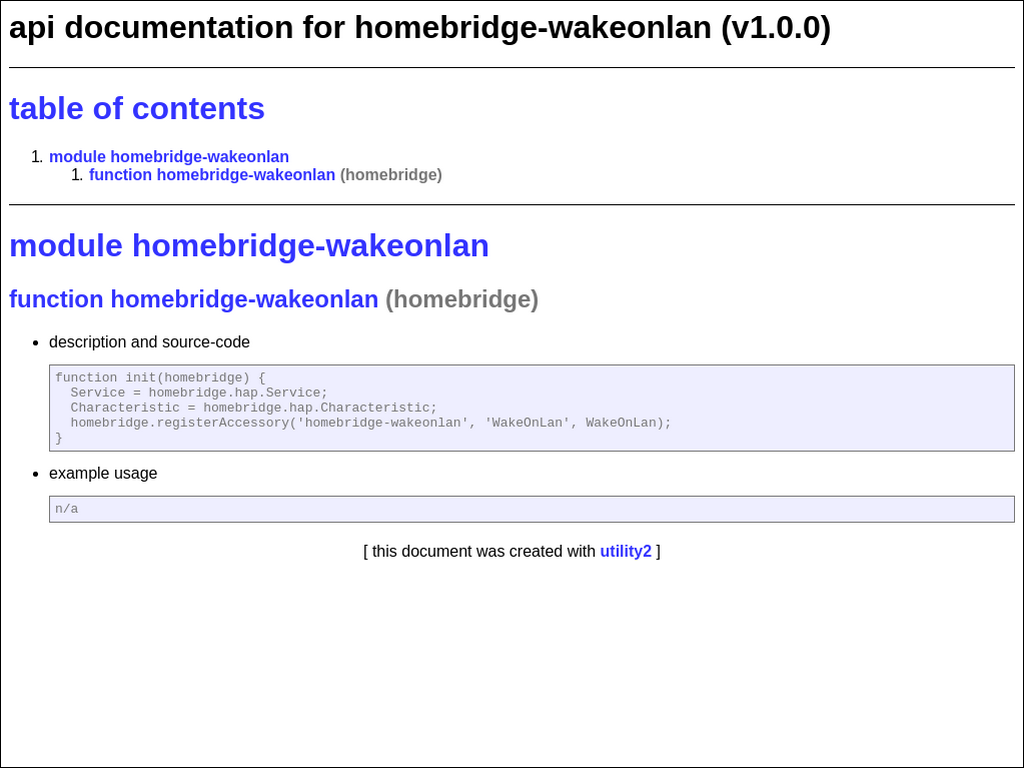 api documentation for homebridge-wakeonlan (v1.0.0)
table of contents
1. module homebridge-wakeonlan
1. function homebridge-wakeonlan (homebridge)
module homebridge-wakeonlan
function homebridge-wakeonlan (homebridge)
• description and source-code
function init(homebridge) {
  Service = homebridge.hap.Service;
  Characteristic = homebridge.hap.Characteristic;
  homebridge.registerAccessory('homebridge-wakeonlan', 'WakeOnLan', WakeOnLan);
}
• example usage
n/a
[ this document was created with utility2 ]